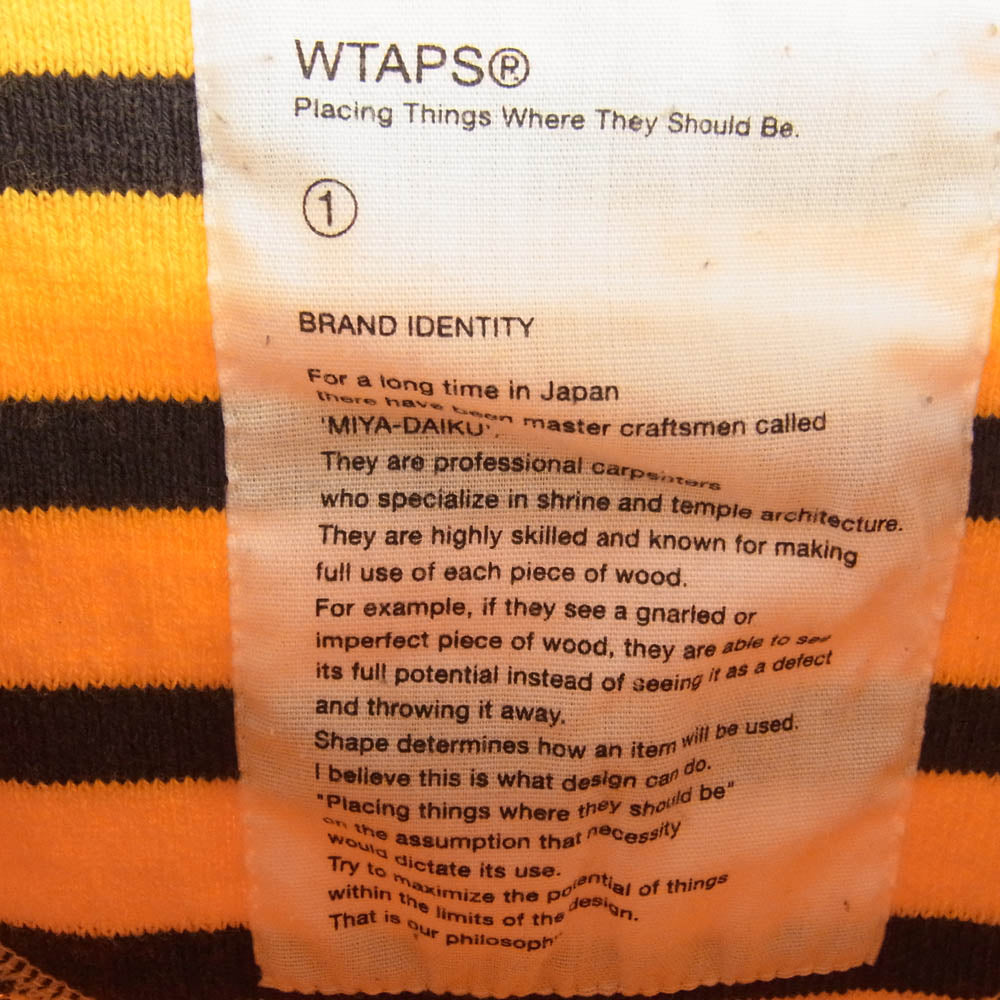 WTAPS®
Placing Things Where They Should Be.
①
BRAND IDENTITY
For a long time in Japan
there have been master craftsmen called
'MIYA-DAIKU',
They are professional carpenters
who specialize in shrine and temple architecture.
They are highly skilled and known for making
full use of each piece of wood.
For example, if they see a gnarled or
imperfect piece of wood, they are able to see
its full potential instead of seeing it as a defect
and throwing it away.
Shape determines how an item will be used.
I believe this is what design can do.
"Placing things where they should be"
on the assumption that necessity
would dictate its use.
Try to maximize the potential of things
within the limits of the design.
That is our philosophy